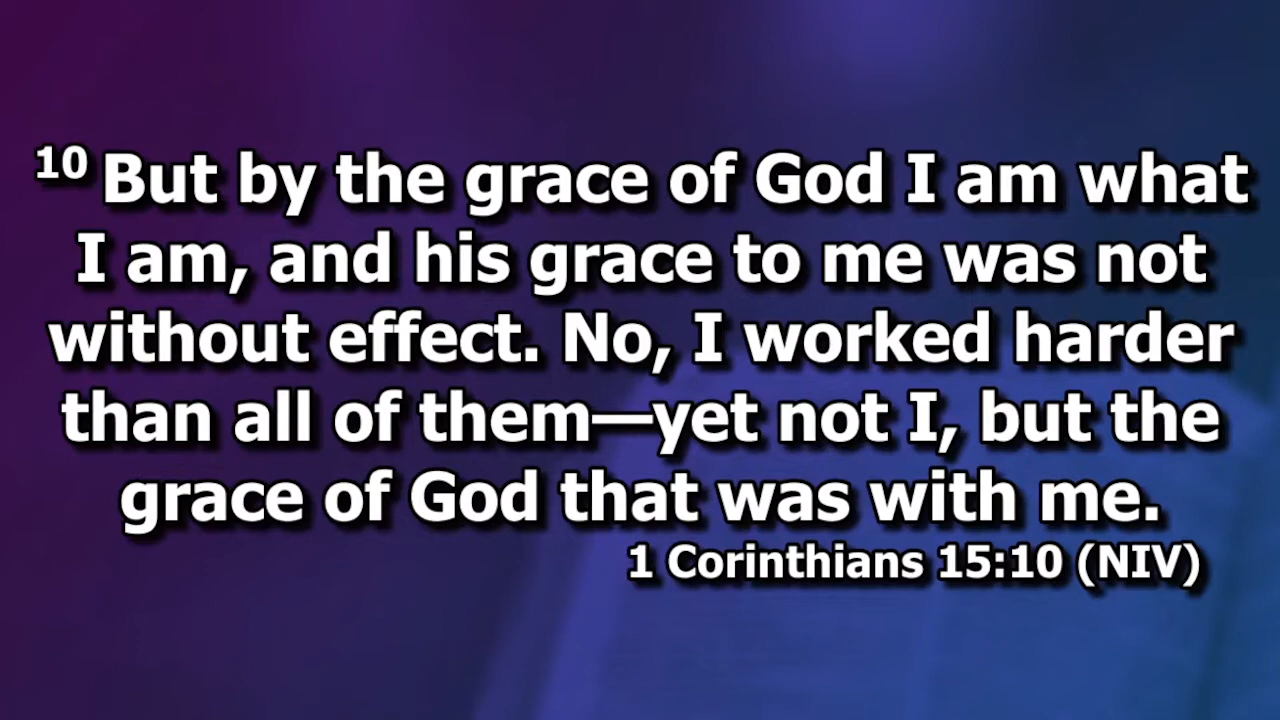 10 But by the grace of God I am what
I am, and his grace to me was not
without effect. No, I worked harder
than all of them—yet not I, but the
grace of God that was with me.
1 Corinthians 15:10 (NIV)